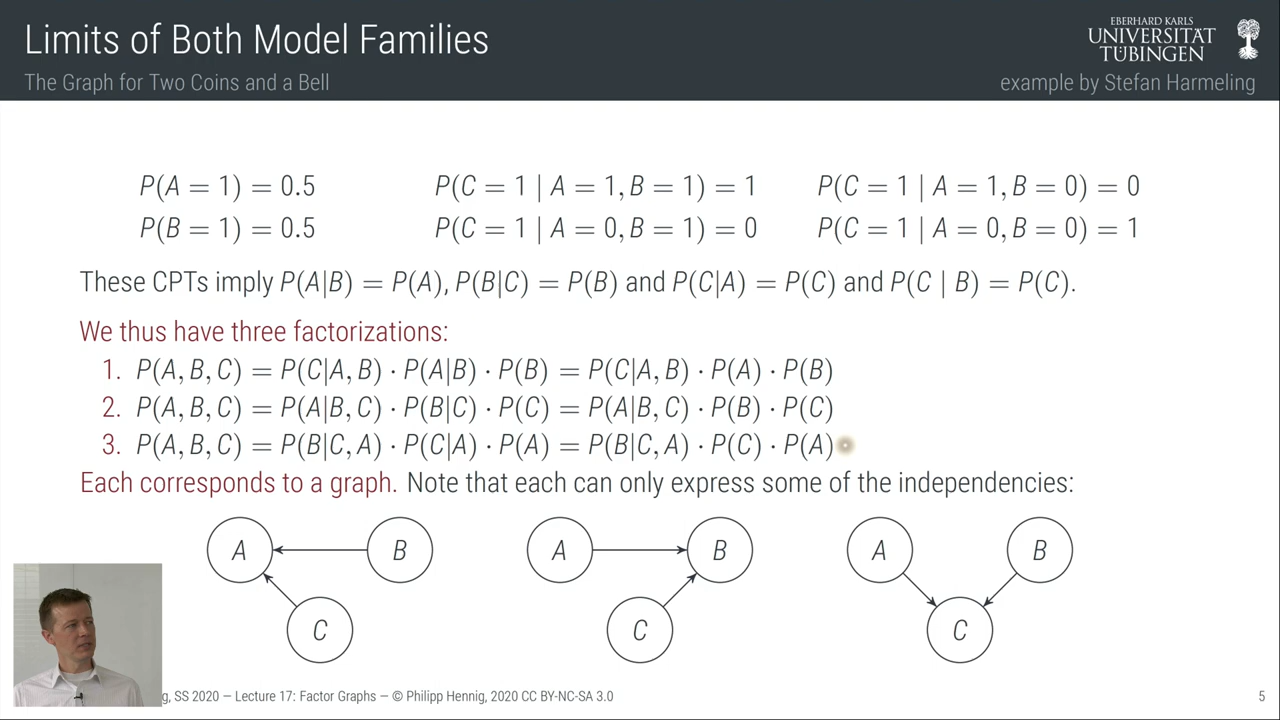 Limits of Both Model Families
EBERHARD KARLS
UNIVERSITÄT
TÜBINGEN
The Graph for Two Coins and a Bell
example by Stefan Harmeling
P(A = 1) = 0.5 P(C = 1 | A = 1, B = 1) = 1 P(C = 1 | A = 1, B = 0) = 0
P(B = 1) = 0.5 P(C = 1 | A = 0, B = 1) = 0 P(C = 1 | A = 0, B = 0) = 1
These CPTs imply P(A|B) = P(A), P(B|C) = P(B) and P(C|A) = P(C) and P(C | B) = P(C).
We thus have three factorizations:
1. P(A, B, C) = P(C|A, B) · P(A|B) · P(B) = P(C|A, B) · P(A) · P(B)
2. P(A, B, C) = P(A|B, C) · P(B|C) · P(C) = P(A|B, C) · P(B) · P(C)
3. P(A, B, C) = P(B|C, A) · P(C|A) · P(A) = P(B|C, A) · P(C) · P(A)
Each corresponds to a graph. Note that each can only express some of the independencies:
A B A B A B
C C C
g, SS 2020 — Lecture 17: Factor Graphs — © Philipp Hennig, 2020 CC BY-NC-SA 3.0
5